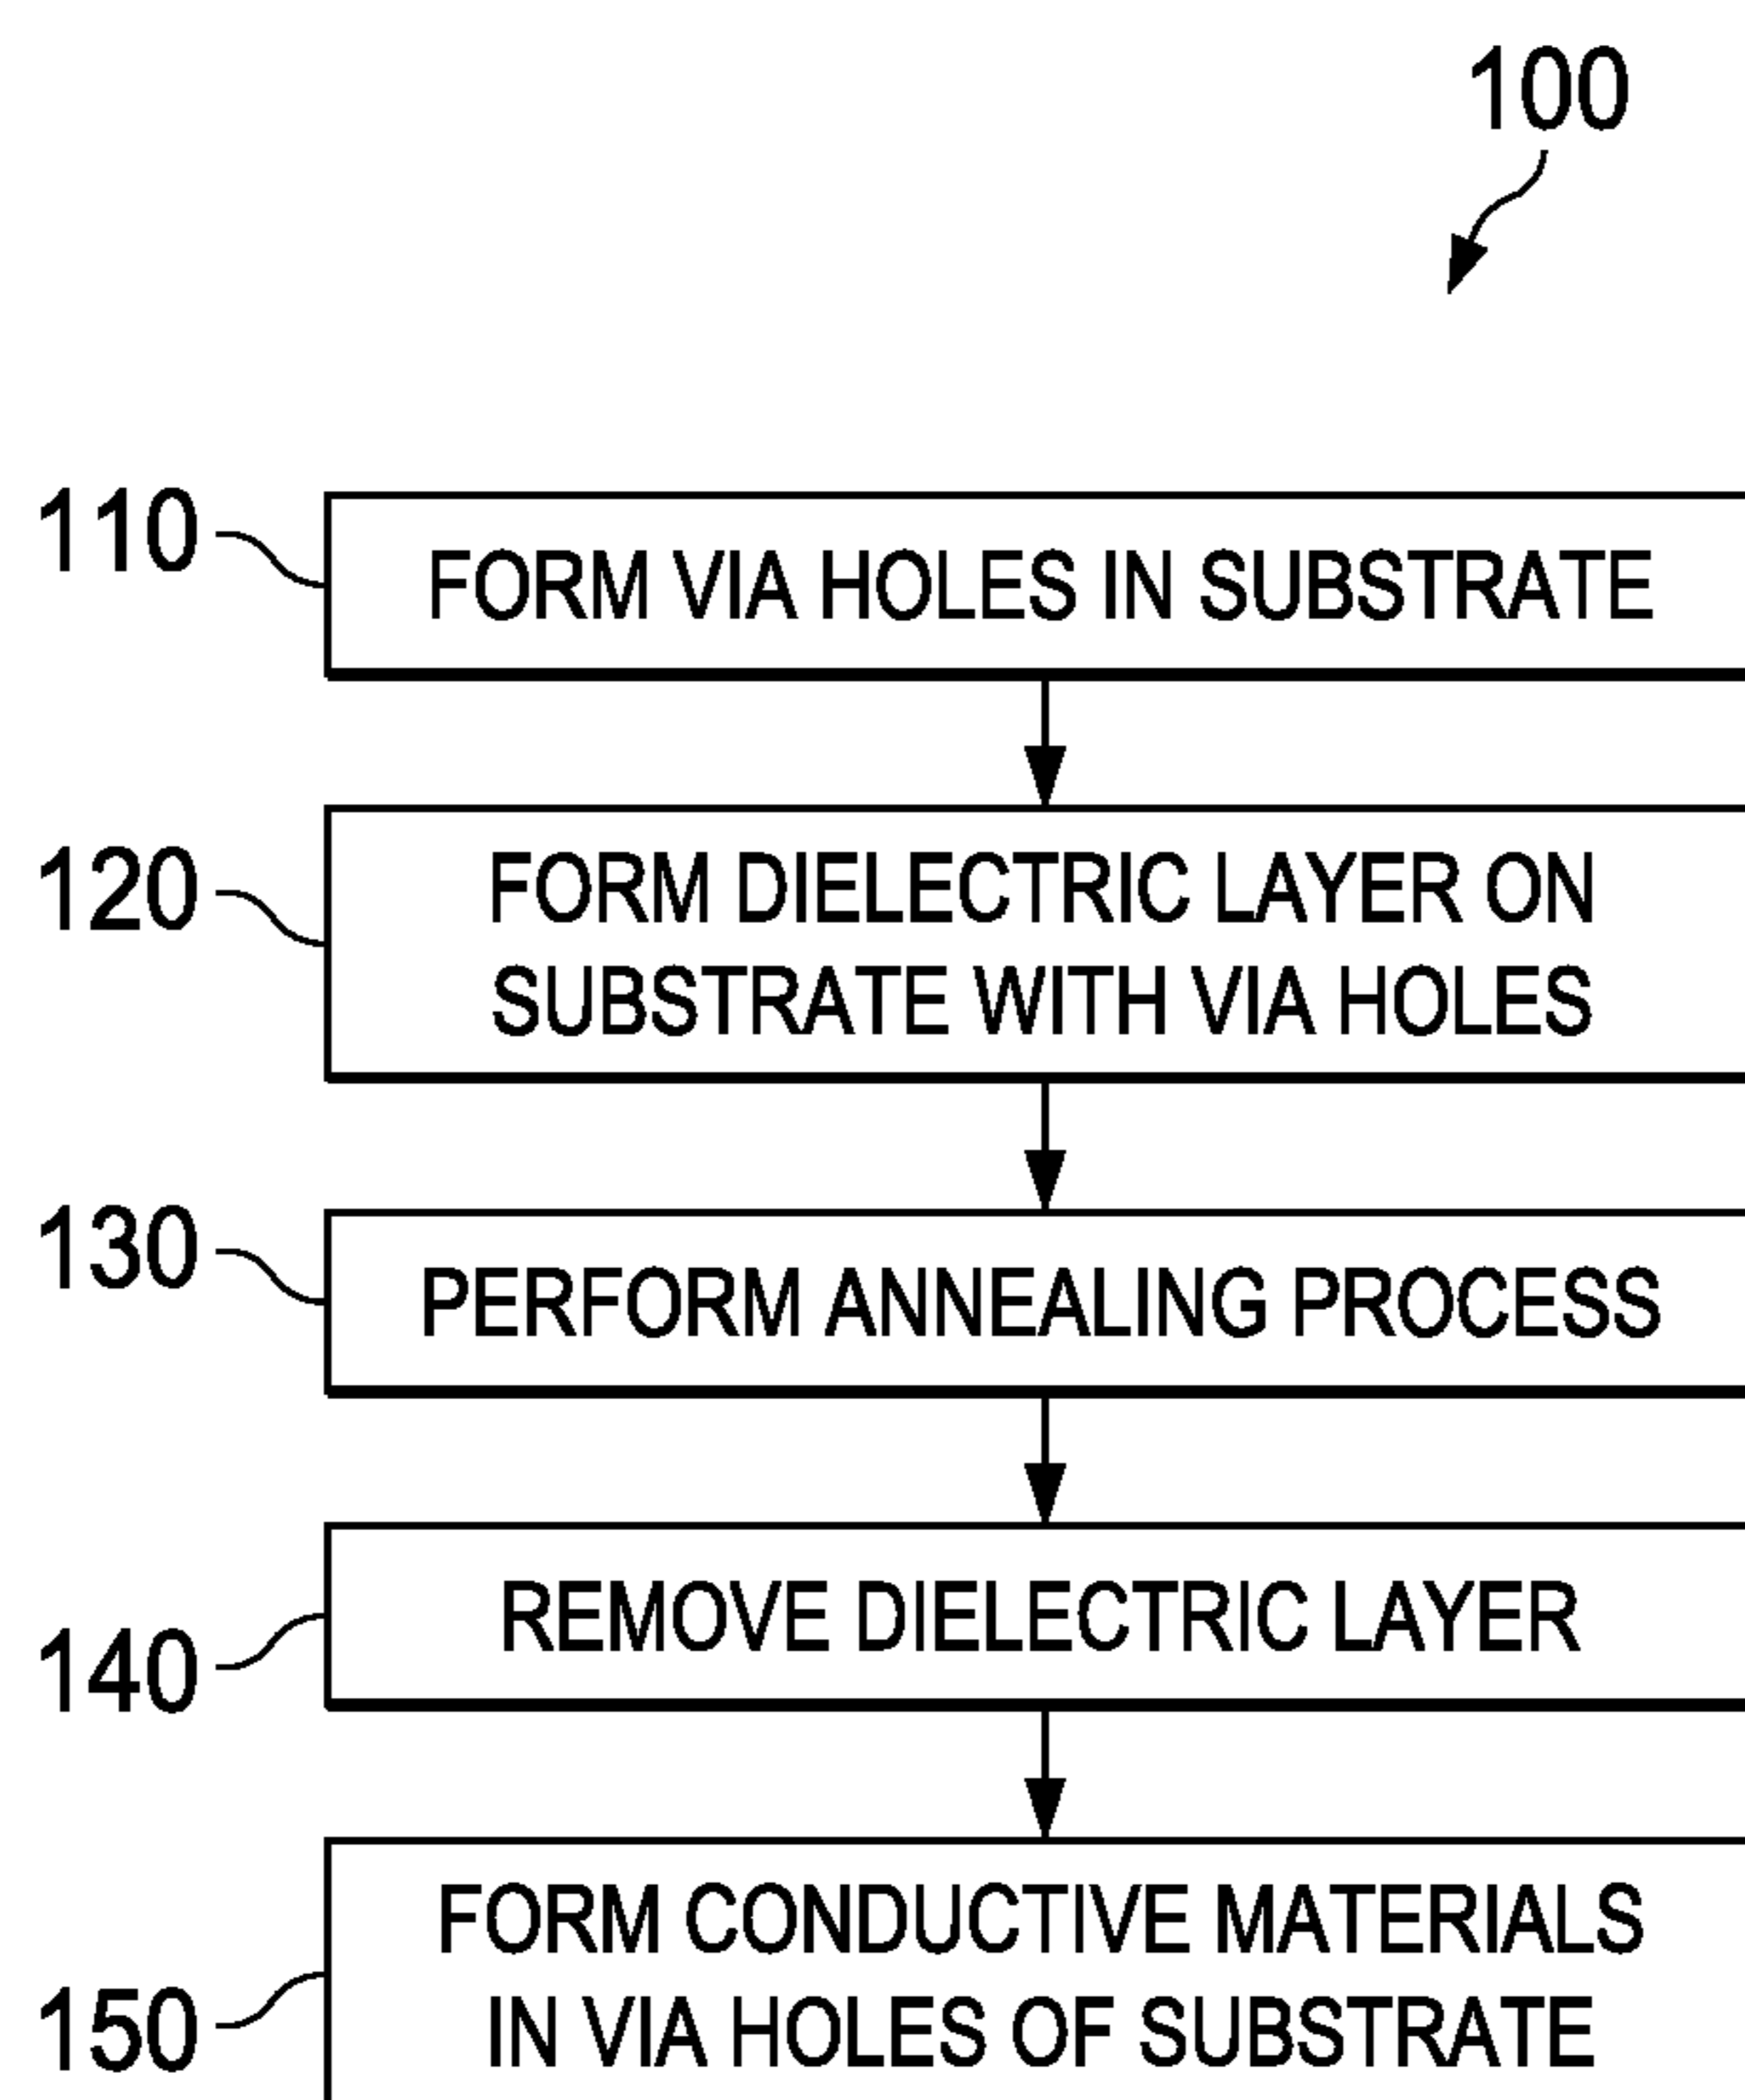 100
110
FORM VIA HOLES IN SUBSTRATE
120
FORM DIELECTRIC LAYER ON
SUBSTRATE WITH VIA HOLES
130
PERFORM ANNEALING PROCESS
140
REMOVE DIELECTRIC LAYER
150
FORM CONDUCTIVE MATERIALS
IN VIA HOLES OF SUBSTRATE